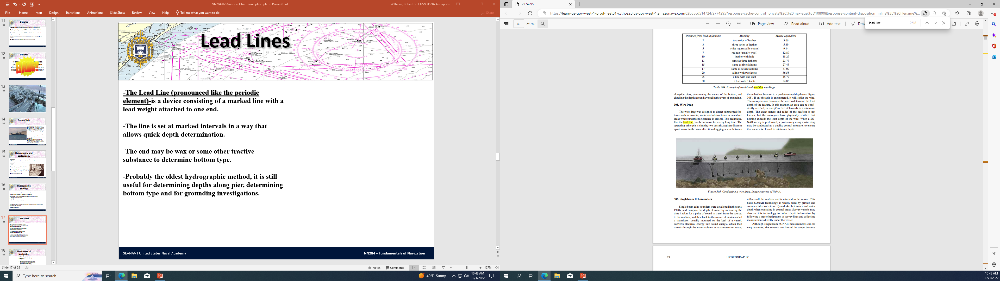 NN284-02-Nautical Chart Principles.pptx - PowerPoint
Wilhelm, Robert G LT USN USNA Annapolis
File Home Insert Design Transitions Animations Slide Show Review View Help Tell me what you want to do
Share
11
Datums
12
Datums
13
14
Datum Shift
15
Hydrography and
Cartography
16
Hydrographic
Surveys
17
Lead Lines
18
The Phases of
Navigation
Lead Lines
-The Lead Line (pronounced like the periodic
element)-is a device consisting of a marked line with a
lead weight attached to one end.
-The line is set at marked intervals in a way that
allows quick depth determination.
-The end may be wax or some other tractive
substance to determine bottom type.
-Probably the oldest hydrographic method, it is still
useful for determining depths along pier, determining
bottom type and for grounding investigations.
SEANAV I United States Naval Academy
NN284 – Fundamentals of Navigation
Slide 17 of 28
Notes Comments 127%
Type here to search
40°F Sunny
10:48 AM
12/1/2022
2774295
https://learn-us-gov-west-1-prod-fleet01-xythos.s3.us-gov-west-1.amazonaws.com/62b35cd514724/2774295?response-cache-control=private%2C%20max-age%3D10800&response-content-disposition=inline%3B%20filename%...
42 of 789
Page view Read aloud Add text Draw
lead line 2/18
Distance from lead in fathoms Marking Metric equivalent
2 two strips of leather 3.66
3 three strips of leather 5.49
5 white rag (usually cotton) 9.14
7 red rag (usually wool) 12.80
10 leather with hole 18.29
13 same as three fathoms 23.77
15 same as five fathoms 27.43
17 same as seven fathoms 31.09
20 a line with two knots 36.58
25 a line with one knot 45.72
30 a line with 3 knots 54.86
Table 304. Example of traditional lead line markings.
alongside piers, determining the nature of the bottom, and
checking the depths around a vessel in the event of grounding.
305. Wire Drag
The wire drag was designed to detect submerged fea-
tures such as wrecks, rocks and obstructions in nearshore
areas where underkeel clearance is critical. This technique,
like the lead line, has been in use for a very long time. The
operating principle is simple; two vessels, a given distance
apart, move in the same direction dragging a wire between
them that has been set to a predetermined depth (see Figure
305). If an obstacle is encountered, it will strike the wire.
The surveyors can then raise the wire to determine the least
depth of the feature. In this manner, an area can be confi-
dently verified, or 'swept' as free of hazards to a minimum
depth. The exact nature and relief of the seafloor is not
known, but the surveyors have physically verified that
nothing exceeds the least depth of the wire. When a SO-
NAR survey is performed, a post-survey using a wire drag
may be conducted as a quality control measure, to ensure
that an area is cleared to minimum depth.
Figure 305. Conducting a wire drag. Image courtesy of NOAA.
306. Singlebeam Echosounders
Single beam echo sounders were developed in the early
1920s, and compute the depth of water by measuring the
time it takes for a pulse of sound to travel from the source,
to the seafloor, and then back to the source. A device called
a transducer, usually mounted on the keel of a vessel,
converts electrical energy into sound energy, which then
travels through the water column as a compression wave,
reflects off the seafloor and is returned to the sensor. This
basic SONAR technology is widely used by private and
commercial vessels to verify underkeel clearance and water
depth when operating in coastal areas. Survey vessels may
also use this technology to collect depth information by
following a prescribed pattern of survey lines and collecting
measurements directly under the vessel.
Although singlebeam SONAR measurements can be
very accurate, the sensors are limited in scope because
29
HYDROGRAPHY
10:48 AM
12/1/2022